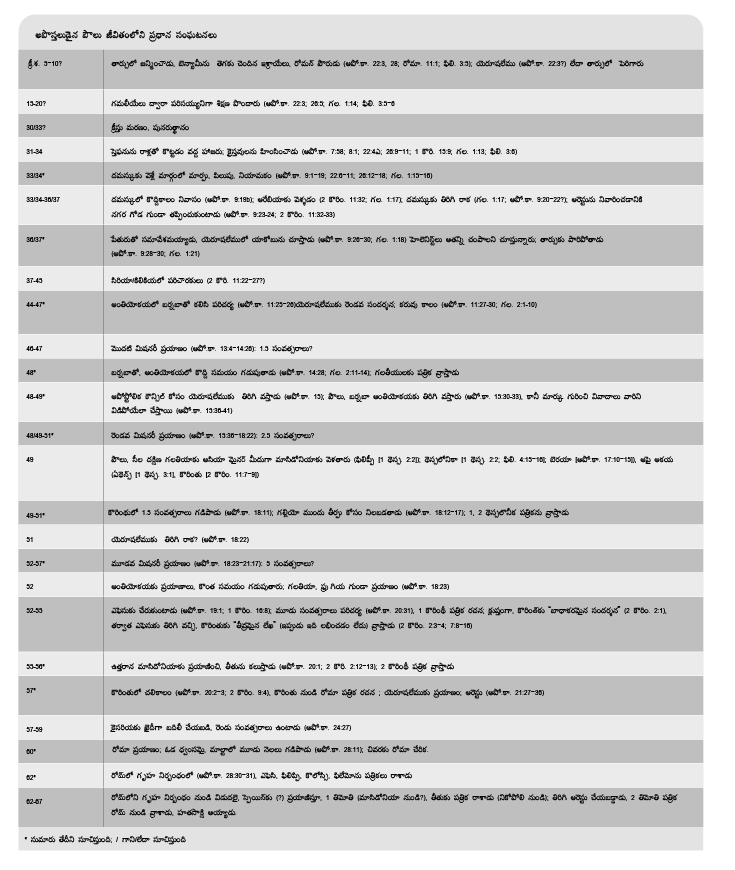 అపొస్తలుడైన పౌలు జీవితంలోని ప్రధాన సంఘటనలు
క్రీ.శ. 5–10? తార్సులో జన్మించాడు, బెన్యామీను తెగకు చెందిన ఇశ్రాయేలు, రోమన్ పౌరుడు (అపో.కా. 22:3, 28; రోమా. 11:1; ఫిలి. 3:5); యెరూషలేము (అపో.కా. 22:3?) లేదా తార్సులో పెరిగారు
15-20? గమలీయేలు ద్వారా పరిసయ్యునిగా శిక్షణ పొందారు (అపో.కా. 22:3; 26:5; గల. 1:14; ఫిలి. 3:5–6
30/33? క్రీస్తు మరణం, పునరుత్థానం
31-34 స్తెఫనును రాళ్లతో కొట్టడం వద్ద హాజరు; క్రైస్తవులను హింసించాడు (అపో.కా. 7:58; 8:1; 22:4ఎ; 26:9–11; 1 కొరి. 15:9; గల. 1:13; ఫిలి. 3:6)
33/34* దమస్కుకు వెళ్లే మార్గంలో మార్పు, పిలుపు, నియామకం (అపో.కా. 9:1–19; 22:6–11; 26:12–18; గల. 1:15–16)
33/34-36/37 దమస్కులో కొద్దికాలం నివాసం (అపో.కా. 9:19b); అరేబియాకు వెళ్ళడం (2 కొరిం. 11:32; గల. 1:17); దమస్కుకు తిరిగి రాక (గల. 1:17; అపో.కా. 9:20–22?); అరెస్టును నివారించడానికి
నగర గోడ గుండా తప్పించుకుంటాడు (అపో.కా. 9:23-24; 2 కొరిం. 11:32-33)
36/37* పేతురుతో సమావేశమయ్యాడు, యెరూషలేములో యాకోబును చూస్తాడు (అపో.కా. 9:26–30; గల. 1:18) హెలెనిస్ట్‌లు అతన్ని చంపాలని చూస్తున్నారు; తార్సుకు పారిపోతాడు
(అపో.కా. 9:28–30; గల. 1:21)
37-45 సిరియా/కిలికియలో పరిచారకులు (2 కొరి. 11:22–27?)
44-47* అంతియోకయలో బర్నబాతో కలిసి పరిచర్య (అపో.కా. 11:25–26)యెరూషలేముకు రెండవ సందర్శన; కరువు కాలం (అపో.కా. 11:27-30; గల. 2:1-10)
46-47 మొదటి మిషనరీ ప్రయాణం (అపో.కా. 13:4–14:26): 1.5 సంవత్సరాలు?
48* బర్నబాతో, అంతియోకయలో కొద్ది సమయం గడుపుతాడు (అపో.కా. 14:28; గల. 2:11-14); గలతీయులకు పత్రిక వ్రాస్తాడు
48-49* అపోస్టోలిక కౌన్సిల్ కోసం యెరూషలేముకు తిరిగి వస్తాడు (అపో.కా. 15); పౌలు, బర్నబా అంతియొకయకు తిరిగి వస్తారు (అపో.కా. 15:30-33), కానీ మార్కు గురించి వివాదాలు వారిని
విడిపోయేలా చేస్తాయి (అపో.కా. 15:36-41)
48/49-51* రెండవ మిషనరీ ప్రయాణం (అపో.కా. 15:36–18:22): 2.5 సంవత్సరాలు?
49 పౌలు, సీల దక్షిణ గలతియాకు ఆసియా మైనర్ మీదుగా మాసిడోనియాకు వెళతారు (ఫిలిప్పీ [1 థెస్స. 2:2]); థెస్సలోనికా [1 థెస్స. 2:2; ఫిలి. 4:15–16]; బెరయా [అపో.కా. 17:10–15]), ఆపై అకయ
(ఏథెన్స్ [1 థెస్స. 3:1], కొరింతు [2 కొరిం. 11:7–9])
49-51* కొరింతులో 1.5 సంవత్సరాలు గడిపాడు (అపో.కా. 18:11); గల్లియో ముందు తీర్పు కోసం నిలబడతాడు (అపో.కా. 18:12–17); 1, 2 థెస్సలొనీక పత్రికను వ్రాస్తాడు
51 యెరూషలేముకు తిరిగి రాక? (అపో.కా. 18:22)
52-57* మూడవ మిషనరీ ప్రయాణం (అపో.కా. 18:23–21:17): 5 సంవత్సరాలు?
52 అంతియోకయకు ప్రయాణాలు, కొంత సమయం గడుపుతారు; గలతియా, ఫ్రుగియ గుండా ప్రయాణం (అపో.కా. 18:23)
52-55 ఎఫెసుకు చేరుకుంటాడు (అపో.కా. 19:1; 1 కొరిం. 16:8); మూడు సంవత్సరాలు పరిచర్య (అపో.కా. 20:31), 1 కొరింథీ పత్రిక రచన; క్షుప్తంగా, కొరింత్‌కు "బాధాకరమైన సందర్శన" (2 కొరిం. 2:1),
తర్వాత ఎఫెసుకు తిరిగి వచ్చి, కొరింతుకు "తీవ్రమైన లేఖ" (ఇప్పుడు ఇది లభించడం లేదు) వ్రాస్తాడు (2 కొరిం. 2:3–4; 7:8–16)
55-56* ఉత్తరాన మాసిడోనియాకు ప్రయాణించి, తీతును కలుస్తాడు (అపో.కా. 20:1; 2 కొరి. 2:12–13); 2 కొరింథీ పత్రిక వ్రాస్తాడు
57* కొరింతులో చలికాలం (అపో.కా. 20:2–3; 2 కొరిం. 9:4), కొరింతు నుండి రోమా పత్రిక రచన ; యెరూషలేముకు ప్రయాణం; అరెస్టు (అపో.కా. 21:27–36)
57-59 కైసరియకు ఖైదీగా బదిలీ చేయబడి, రెండు సంవత్సరాలు ఉంటాడు (అపో.కా. 24:27)
60* రోమా ప్రయాణం; ఓడ ధ్వంసమై, మాల్టాలో మూడు నెలలు గడిపాడు (అపో.కా. 28:11); చివరకు రోమా చేరిక.
62* రోమ్‌లో గృహ నిర్బంధంలో (అపో.కా. 28:30–31), ఎఫెసి, ఫిలిప్పి, కొలోస్సి, ఫిలేమోను పత్రికలు రాశాడు
62-67 రోమ్‌లోని గృహ నిర్బంధం నుండి విడుదలై, స్పెయిన్‌కు (?) ప్రయాణిస్తూ, 1 తిమోతి (మాసిడోనియా నుండి?), తీతుకు పత్రిక రాశాడు (నికోపోలి నుండి); తిరిగి అరెస్టు చేయబడ్డాడు, 2 తిమోతి పత్రిక
రోమ్ నుండి వ్రాశాడు, హతసాక్షి అయ్యాడు
* సుమారు తేదీని సూచిస్తుంది; / గాని/లేదా సూచిస్తుంది